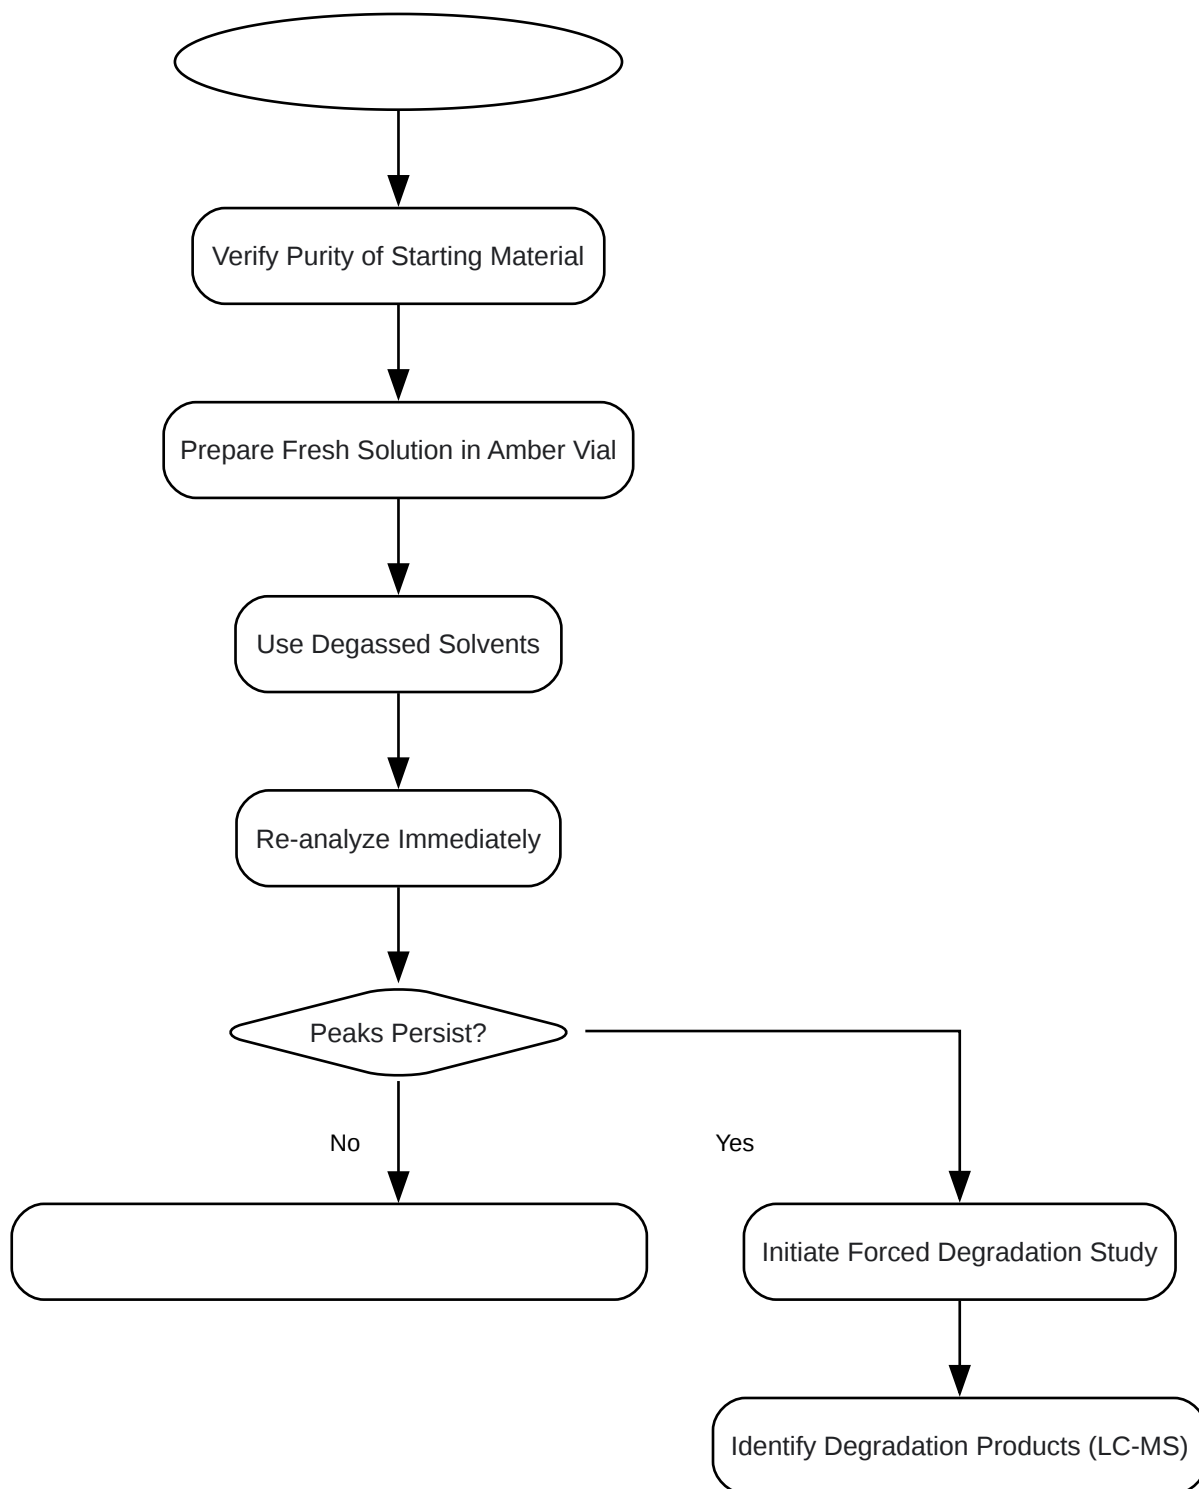 Verify Purity of Starting Material
Prepare Fresh Solution in Amber Vial
Use Degassed Solvents
Re-analyze Immediately
Peaks Persist?
No
Yes
Initiate Forced Degradation Study
Identify Degradation Products (LC-MS)